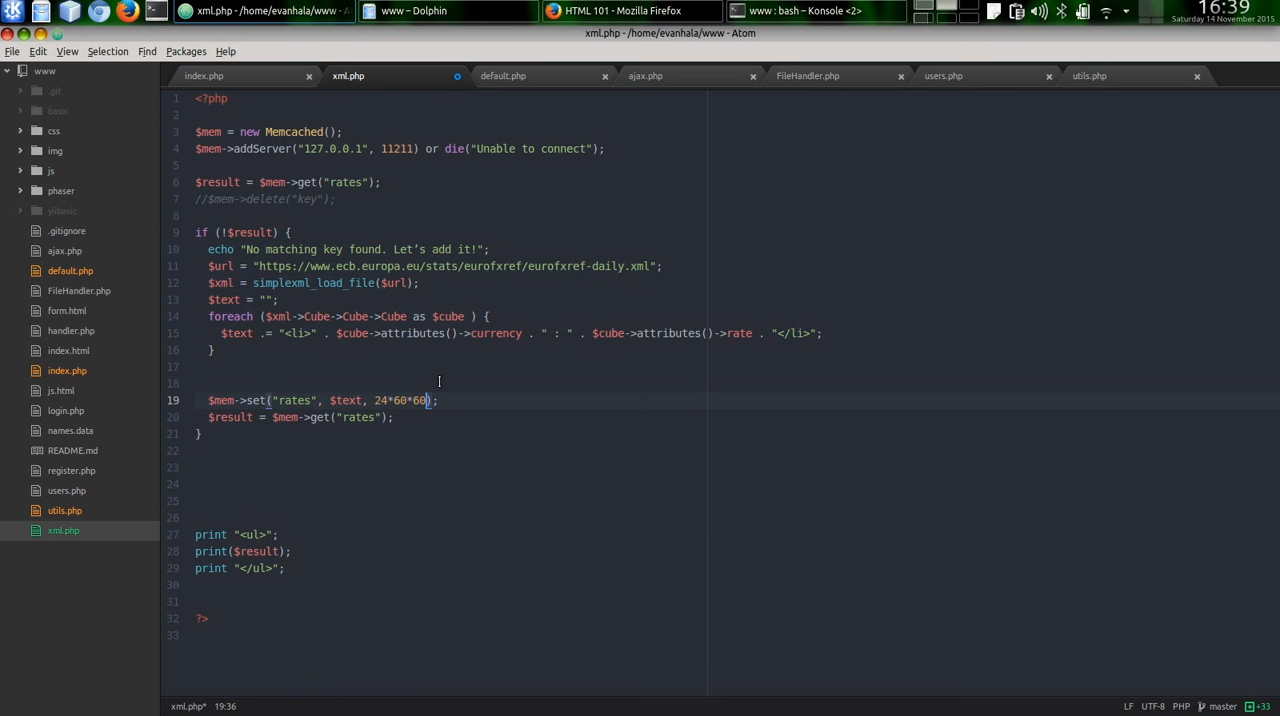 xml.php - /home/evanhala/www - 
www – Dolphin
HTML 101 - Mozilla Firefox
www : bash – Konsole <2>
16:39
Saturday 14 November 2015
xml.php - /home/evanhala/www - Atom
File Edit View Selection Find Packages Help
www
index.php
xml.php
default.php
ajax.php
FileHandler.php
users.php
utils.php
.git
basic
css
img
js
phaser
yiibasic
.gitignore
ajax.php
default.php
FileHandler.php
form.html
handler.php
index.html
index.php
js.html
login.php
names.data
README.md
register.php
users.php
utils.php
xml.php
1 <?php
2
3 $mem = new Memcached();
4 $mem->addServer("127.0.0.1", 11211) or die("Unable to connect");
5
6 $result = $mem->get("rates");
7 //$mem->delete("key");
8
9 if (!$result) {
10 echo "No matching key found. Let’s add it!";
11 $url = "https://www.ecb.europa.eu/stats/eurofxref/eurofxref-daily.xml";
12 $xml = simplexml_load_file($url);
13 $text = "";
14 foreach ($xml->Cube->Cube->Cube as $cube ) {
15 $text .= "<li>" . $cube->attributes()->currency . " : " . $cube->attributes()->rate . "</li>";
16 }
17
18
19 $mem->set("rates", $text, 24*60*60);
20 $result = $mem->get("rates");
21 }
22
23
24
25
26
27 print "<ul>";
28 print($result);
29 print "</ul>";
30
31
32 ?>
33
xml.php* 19:36
LF UTF-8 PHP master +33